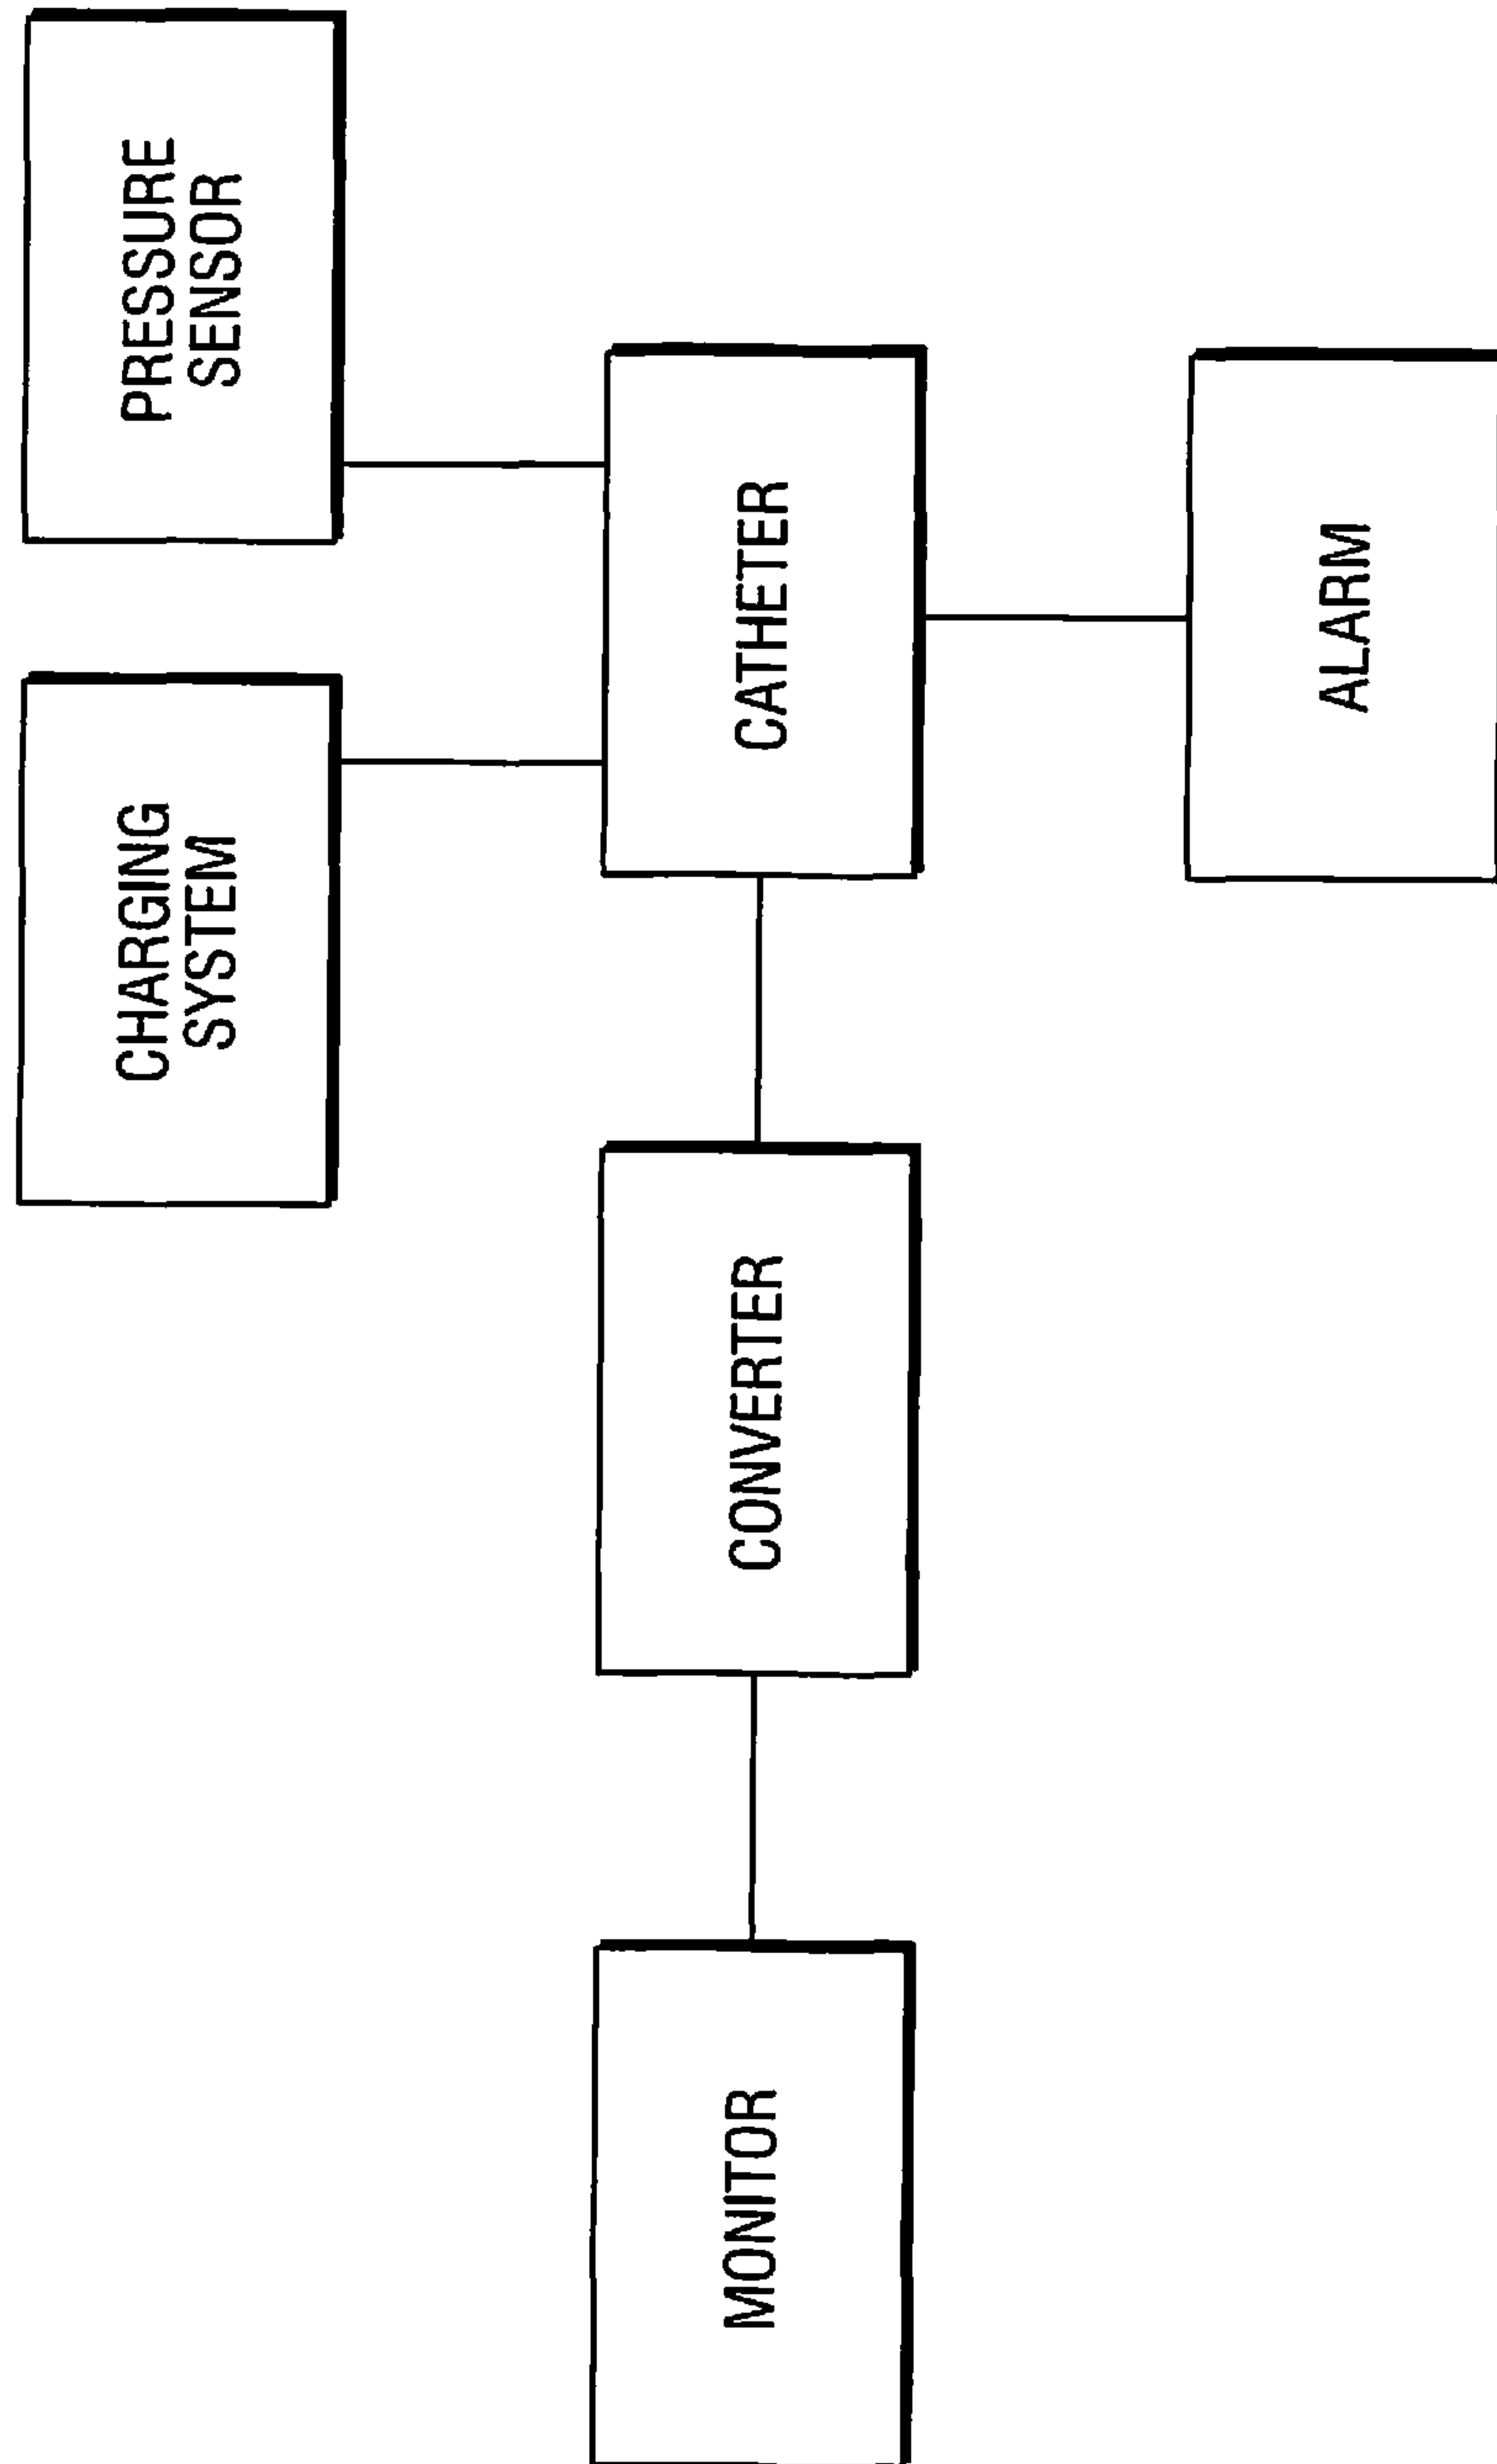 CHARGING
SYSTEM
PRESSURE
SENSOR
MONITOR
CONVERTER
CATHETER
ALARM